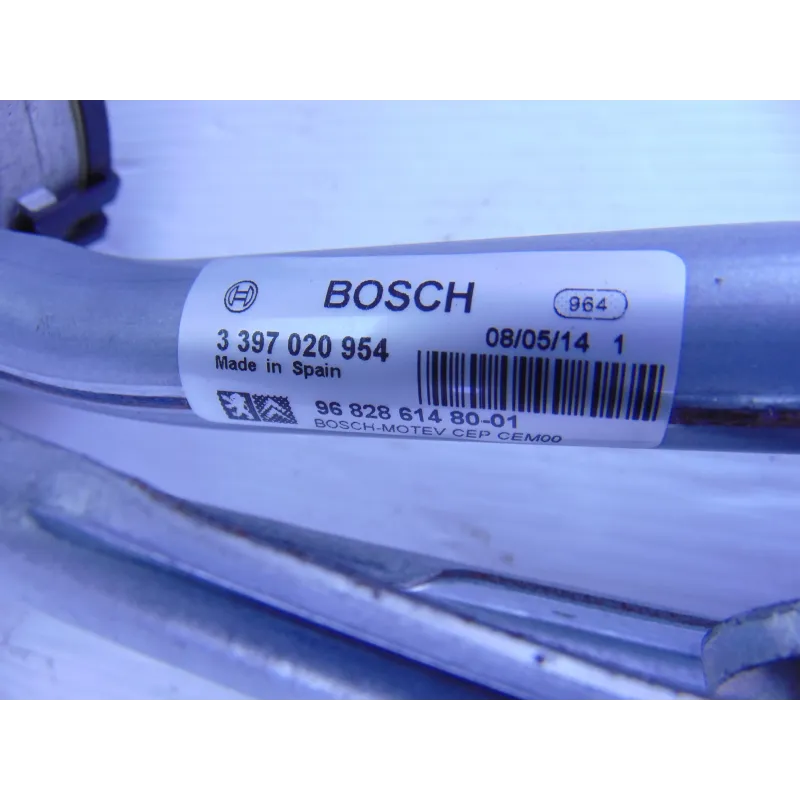 BOSCH
964
3 397 020 954
08/05/14 1
Made in Spain
96 828 614 80-01
BOSCH-MOTEV CEP CEM00